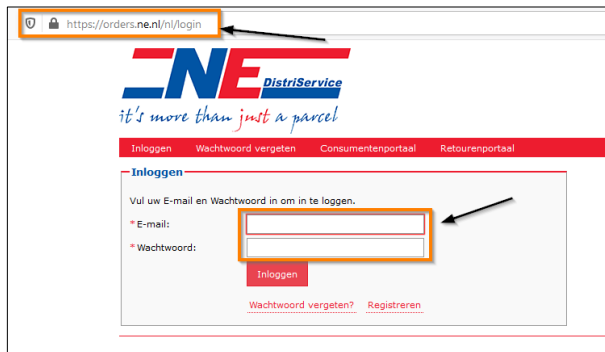 https://orders.ne.nl/nl/login
NE DistriService
it's more than just a parcel
Inloggen Wachtwoord vergeten Consumentenportaal Retourenportaal
Inloggen
Vul uw E-mail en Wachtwoord in om in te loggen.
* E-mail:
* Wachtwoord:
Inloggen
Wachtwoord vergeten? Registreren